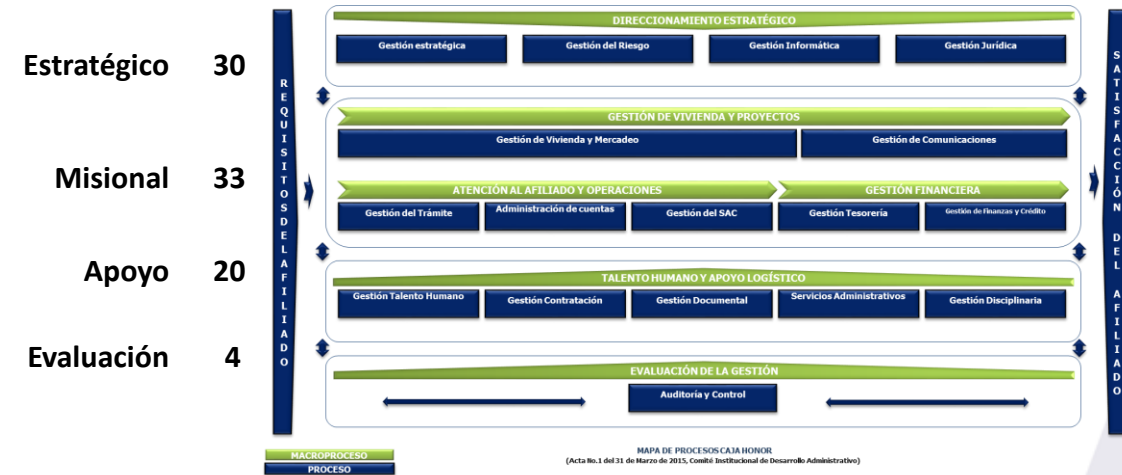 Estratégico 30
Misional 33
Apoyo 20
Evaluación 4
REQUISITOS DEL AFILIADO
DIRECCIONAMIENTO ESTRATÉGICO
Gestión estratégica
Gestión del Riesgo
Gestión Informática
Gestión Jurídica
GESTIÓN DE VIVIENDA Y PROYECTOS
Gestión de Vivienda y Mercadeo
Gestión de Comunicaciones
ATENCIÓN AL AFILIADO Y OPERACIONES
GESTIÓN FINANCIERA
Gestión del Trámite
Administración de cuentas
Gestión del SAC
Gestión Tesorería
Gestión de Finanzas y Crédito
TALENTO HUMANO Y APOYO LOGÍSTICO
Gestión Talento Humano
Gestión Contratación
Gestión Documental
Servicios Administrativos
Gestión Disciplinaria
EVALUACIÓN DE LA GESTIÓN
Auditoría y Control
SATISFACCIÓN DEL AFILIADO
MACROPROCESO
PROCESO
MAPA DE PROCESOS CAJA HONOR
(Acta No.1 del 31 de Marzo de 2015, Comité Institucional de Desarrollo Administrativo)